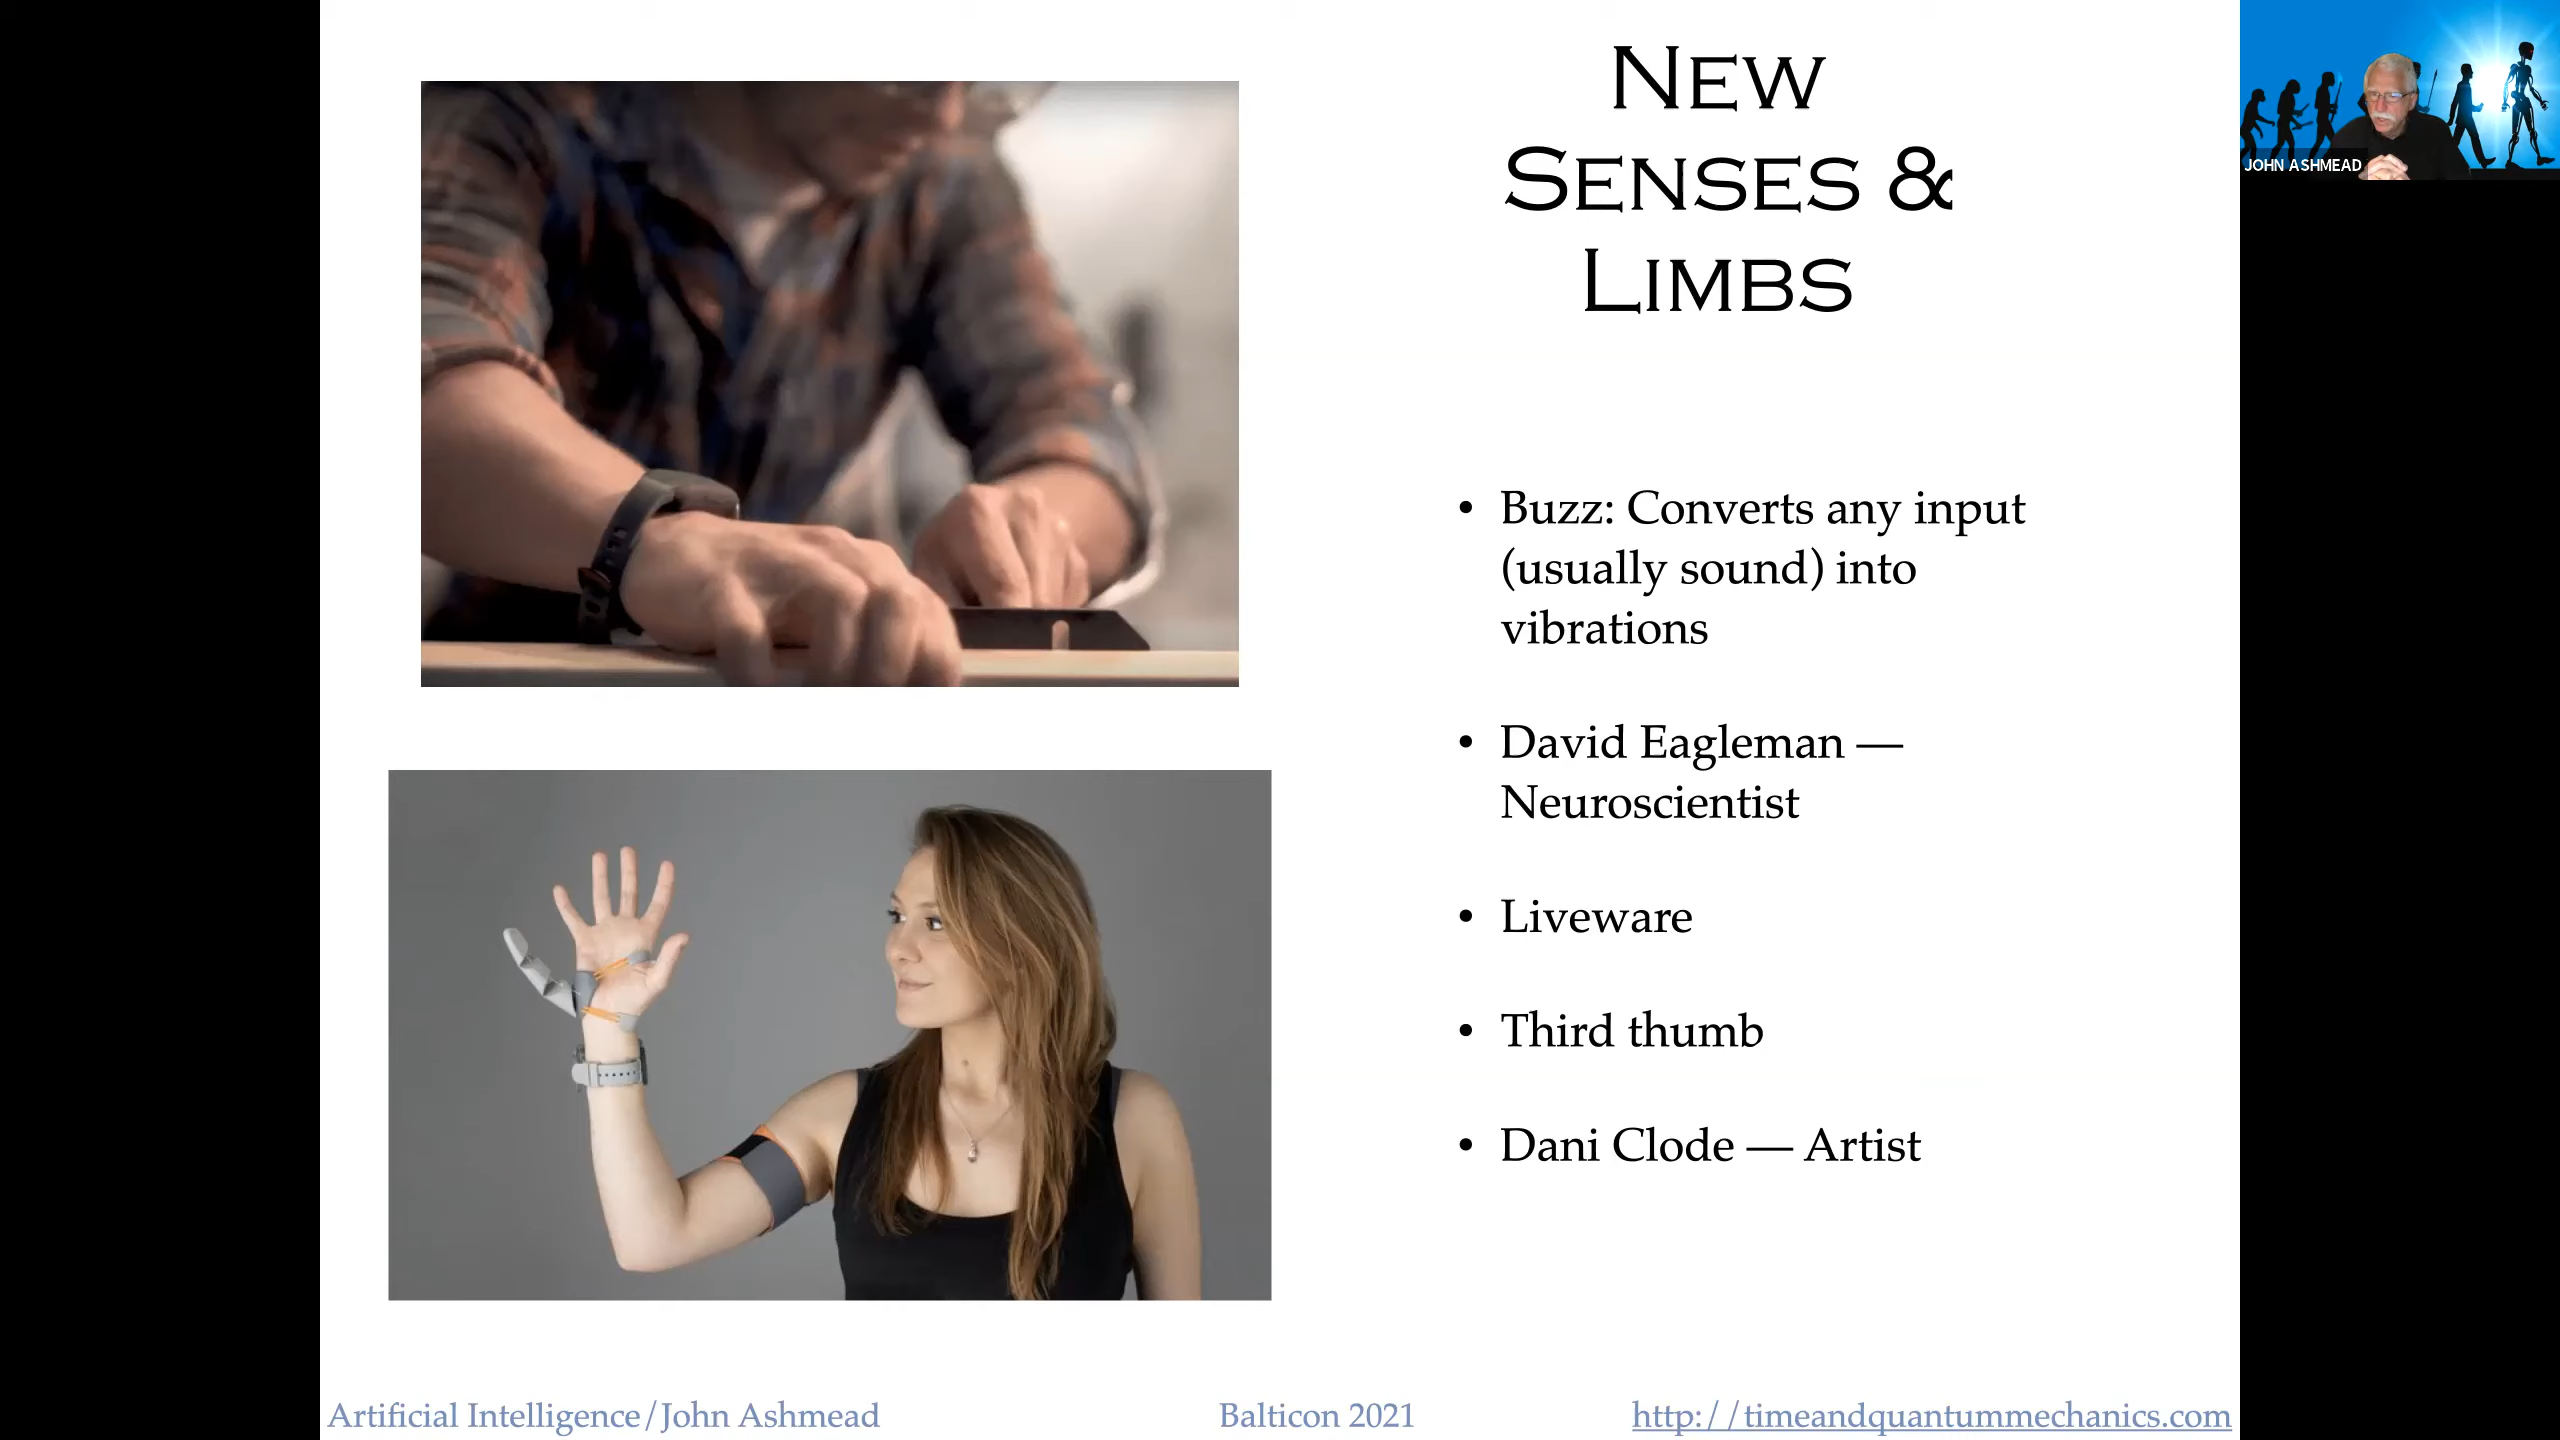 NEW
SENSES &
LIMBS
• Buzz: Converts any input
(usually sound) into
vibrations
• David Eagleman —
Neuroscientist
• Liveware
• Third thumb
• Dani Clode — Artist
Artificial Intelligence/John Ashmead
Balticon 2021
http://timeandquantummechanics.com
JOHN ASHMEAD